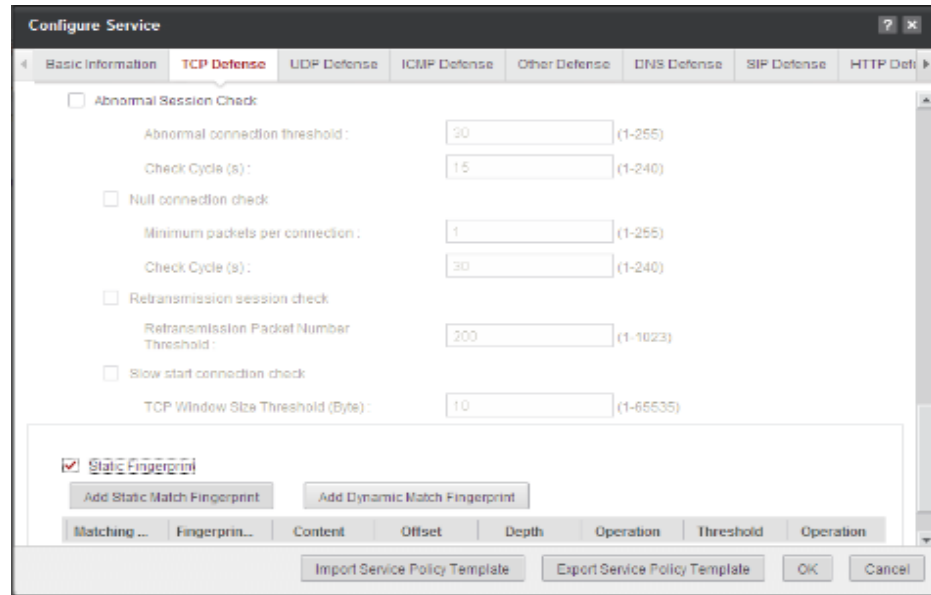 Configure Service ? ×
Basic Information TCP Defense UDP Defense ICMP Defense Other Defense DNS Defense SIP Defense HTTP Def
Abnormal Session Check
Abnormal connection threshold : 30 (1-255)
Check Cycle (s) : 15 (1-240)
Null connection check
Minimum packets per connection : 1 (1-255)
Check Cycle (s) : 30 (1-240)
Retransmission session check
Retransmission Packet Number
Threshold : 200 (1-1023)
Slow start connection check
TCP Window Size Threshold (Byte) : 10 (1-65535)
Static Fingerprint
Add Static Match Fingerprint Add Dynamic Match Fingerprint
Matching ... Fingerprin... Content Offset Depth Operation Threshold Operation
Import Service Policy Template Export Service Policy Template OK Cancel